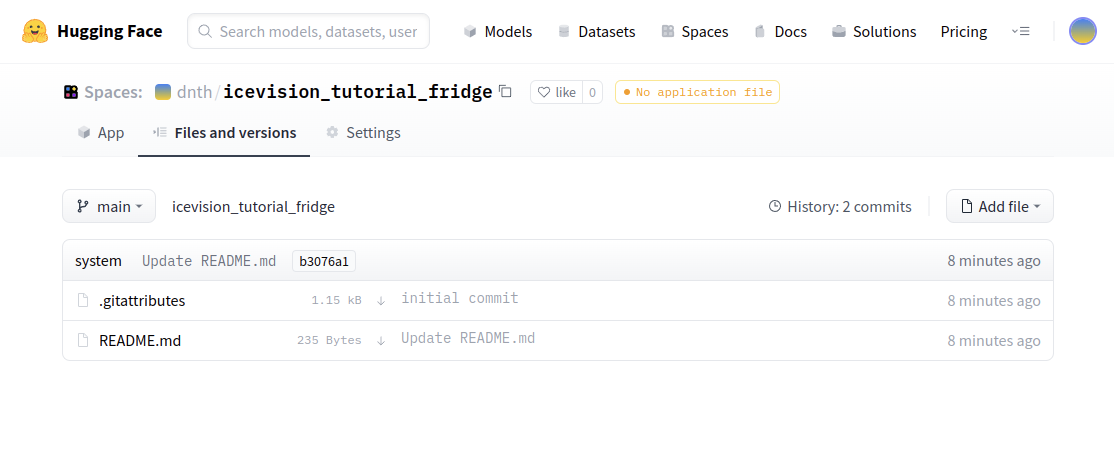 Hugging Face Search models, datasets, user Models Datasets Spaces Docs Solutions Pricing
Spaces: dnth/icevision_tutorial_fridge like 0 No application file
App Files and versions Settings
main icevision_tutorial_fridge History: 2 commits Add file
system Update README.md b3076a1 8 minutes ago
.gitattributes 1.15 kB initial commit 8 minutes ago
README.md 235 Bytes Update README.md 8 minutes ago